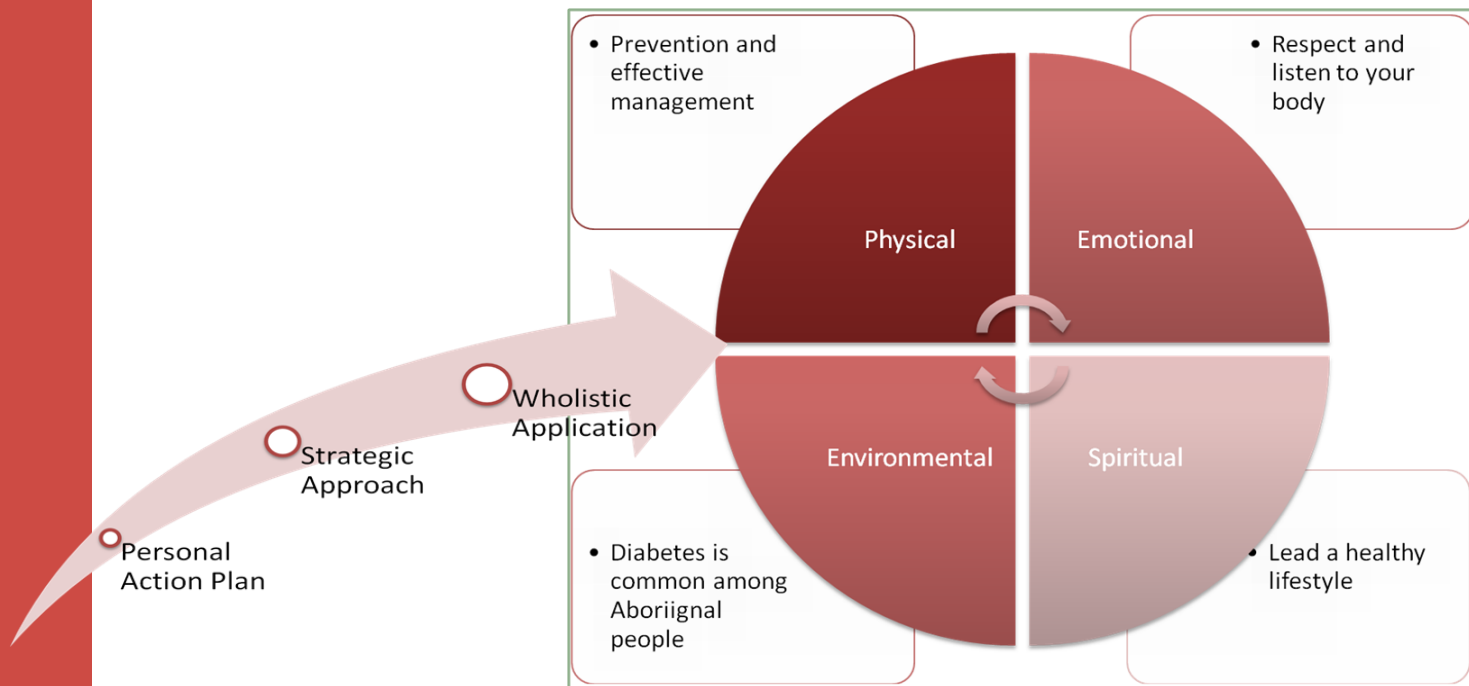 • Prevention and
effective
management
• Respect and
listen to your
body
Physical
Emotional
Wholistic
Application
Strategic
Approach
Personal
Action Plan
Environmental
Spiritual
• Diabetes is
common among
Aboriignal
people
• Lead a healthy
lifestyle